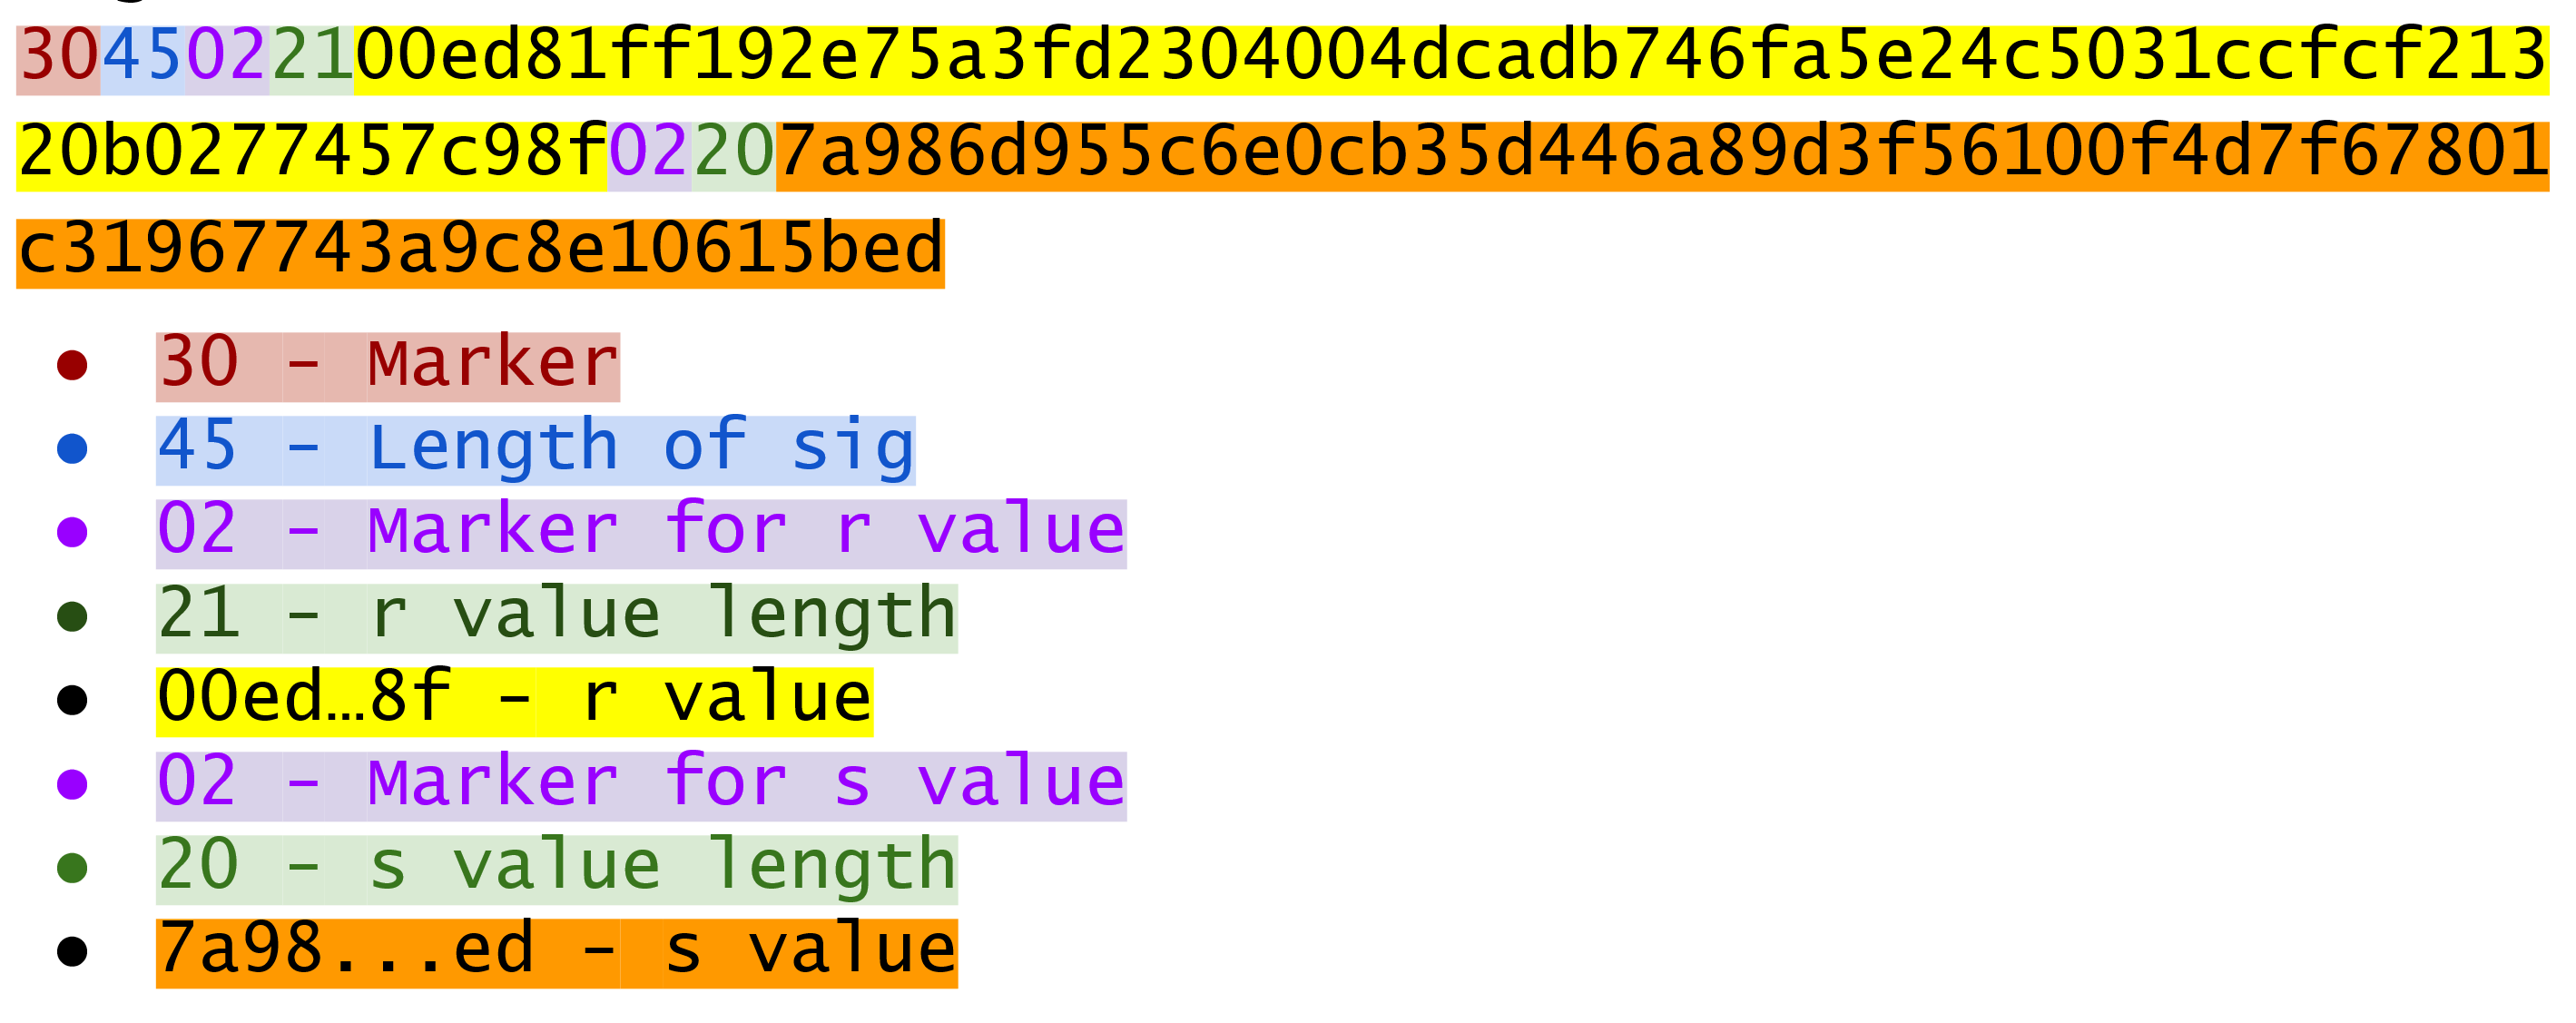 3045022100ed81ff192e75a3fd2304004dcadb746fa5e24c5031ccfcf213
20b0277457c98f02207a986d955c6e0cb35d446a89d3f56100f4d7f67801
c31967743a9c8e10615bed
• 30 – Marker
• 45 – Length of sig
• 02 – Marker for r value
• 21 – r value length
• 00ed…8f – r value
• 02 – Marker for s value
• 20 – s value length
• 7a98...ed – s value